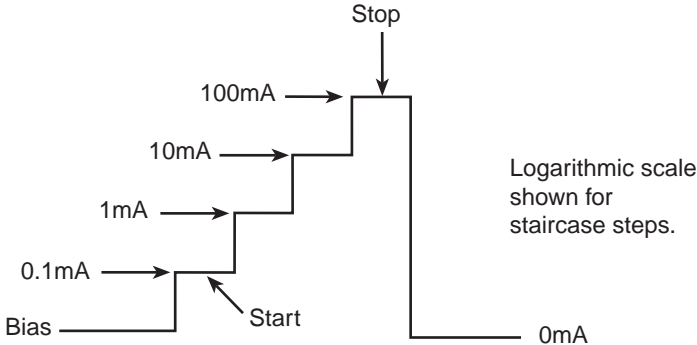 Stop
100mA
10mA
1mA
0.1mA
Bias
Start
0mA
Logarithmic scale
shown for
staircase steps.